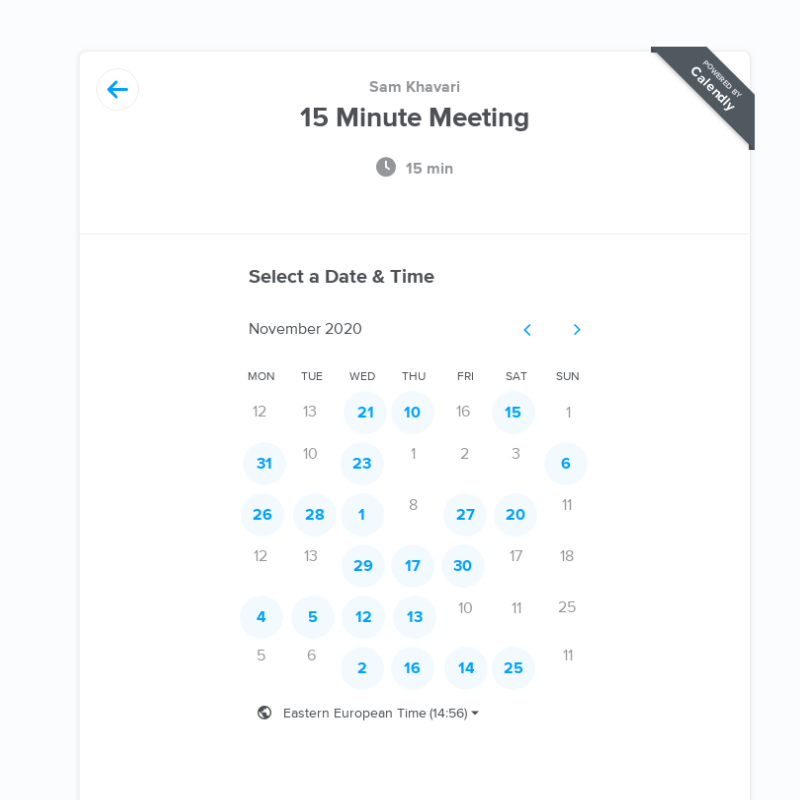 POWERED BY
Calendly
Sam Khavari
15 Minute Meeting
15 min
Select a Date & Time
November 2020
MON TUE WED THU FRI SAT SUN
12 13 21 10 16 15 1
31 10 23 1 2 3 6
26 28 1 8 27 20 11
12 13 29 17 30 17 18
4 5 12 13 10 11 25
5 6 2 16 14 25 11
Eastern European Time (14:56)